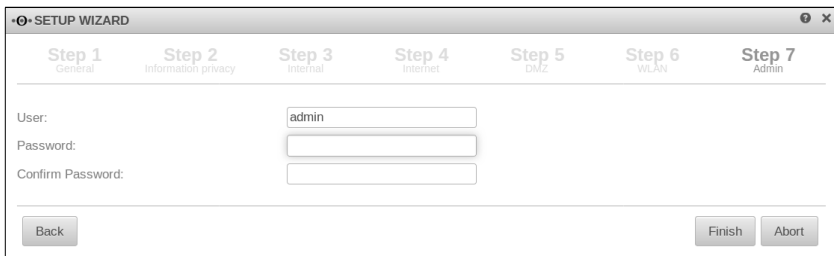 SETUP WIZARD
Step 1 Step 2 Step 3 Step 4 Step 5 Step 6 Step 7
General Information privacy Internal Internet DMZ WLAN Admin
User: admin
Password:
Confirm Password:
Back Finish Abort